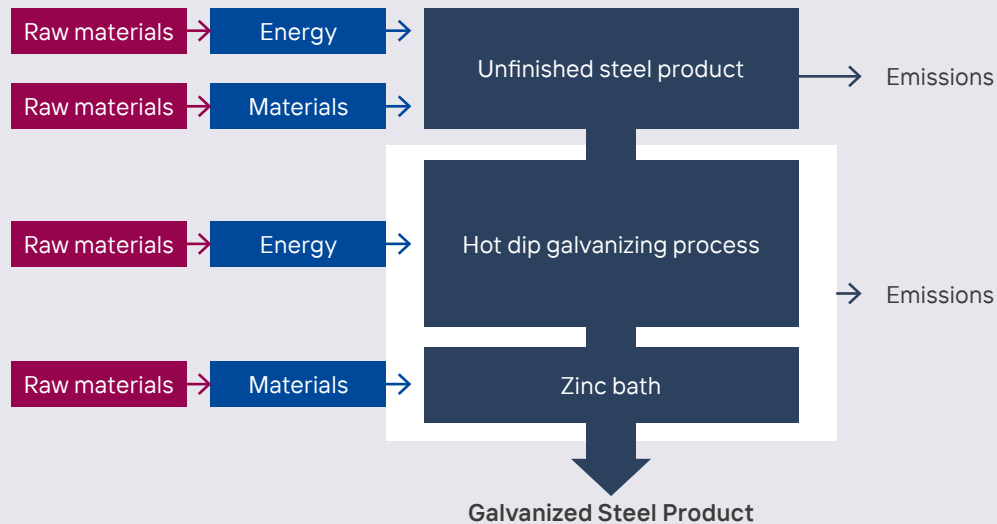 Raw materials
Energy
Unfinished steel product
Emissions
Raw materials
Materials
Raw materials
Energy
Hot dip galvanizing process
Emissions
Raw materials
Materials
Zinc bath
Galvanized Steel Product